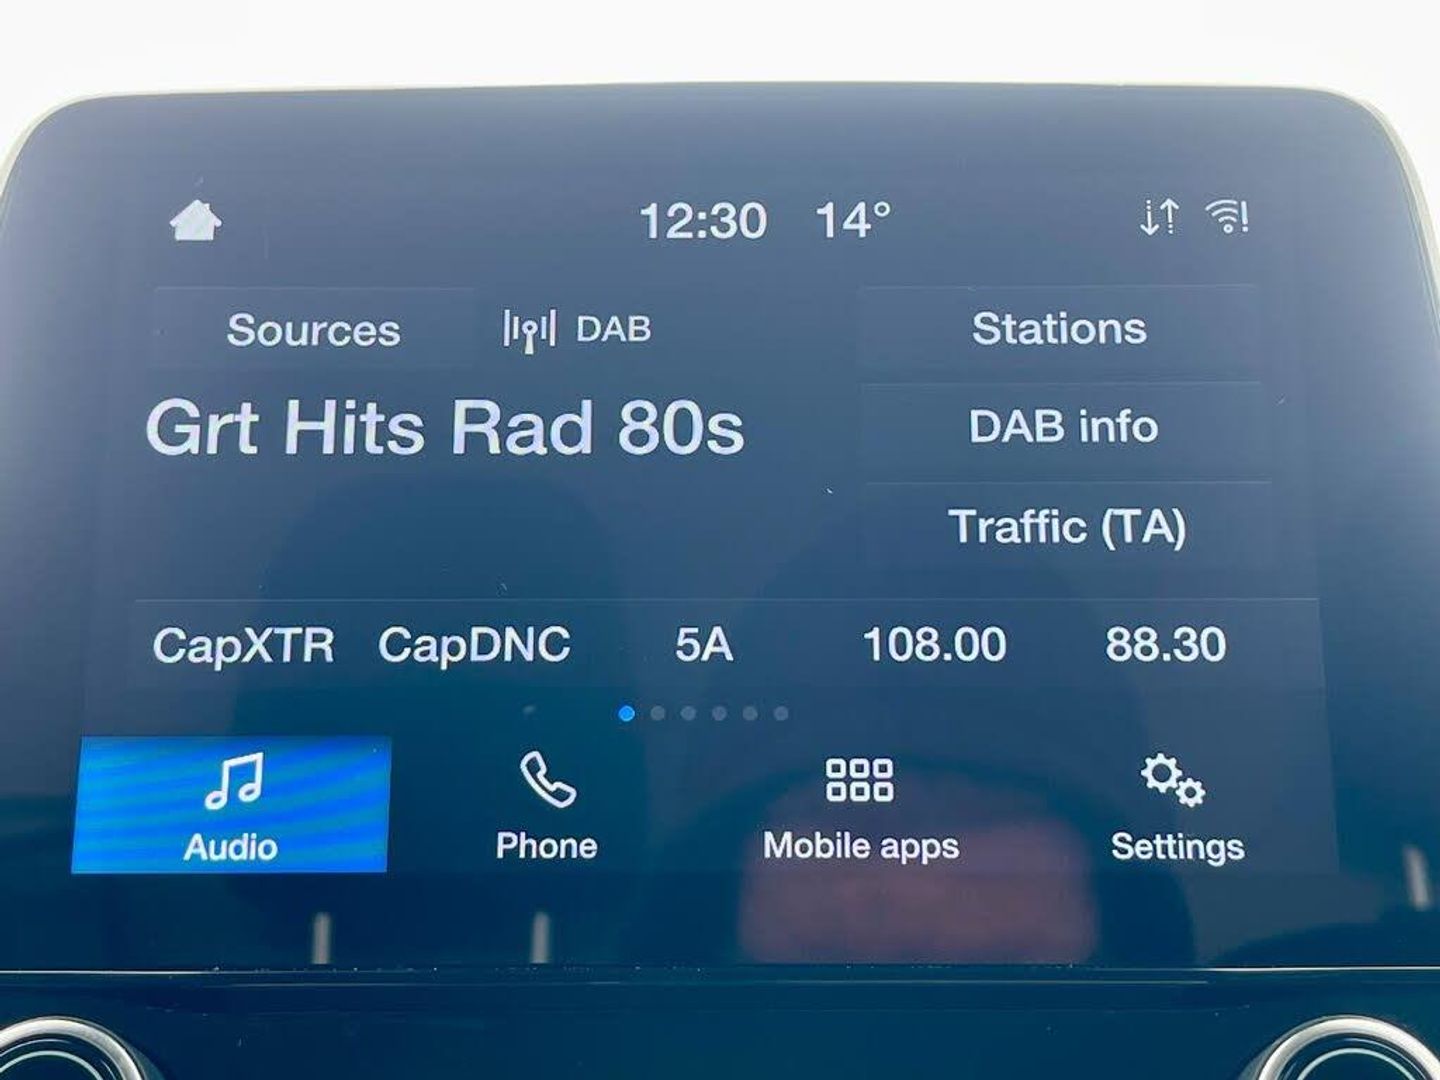 12:30 14°
Sources DAB Stations
Grt Hits Rad 80s DAB info
Traffic (TA)
CapXTR CapDNC 5A 108.00 88.30
Audio Phone Mobile apps Settings